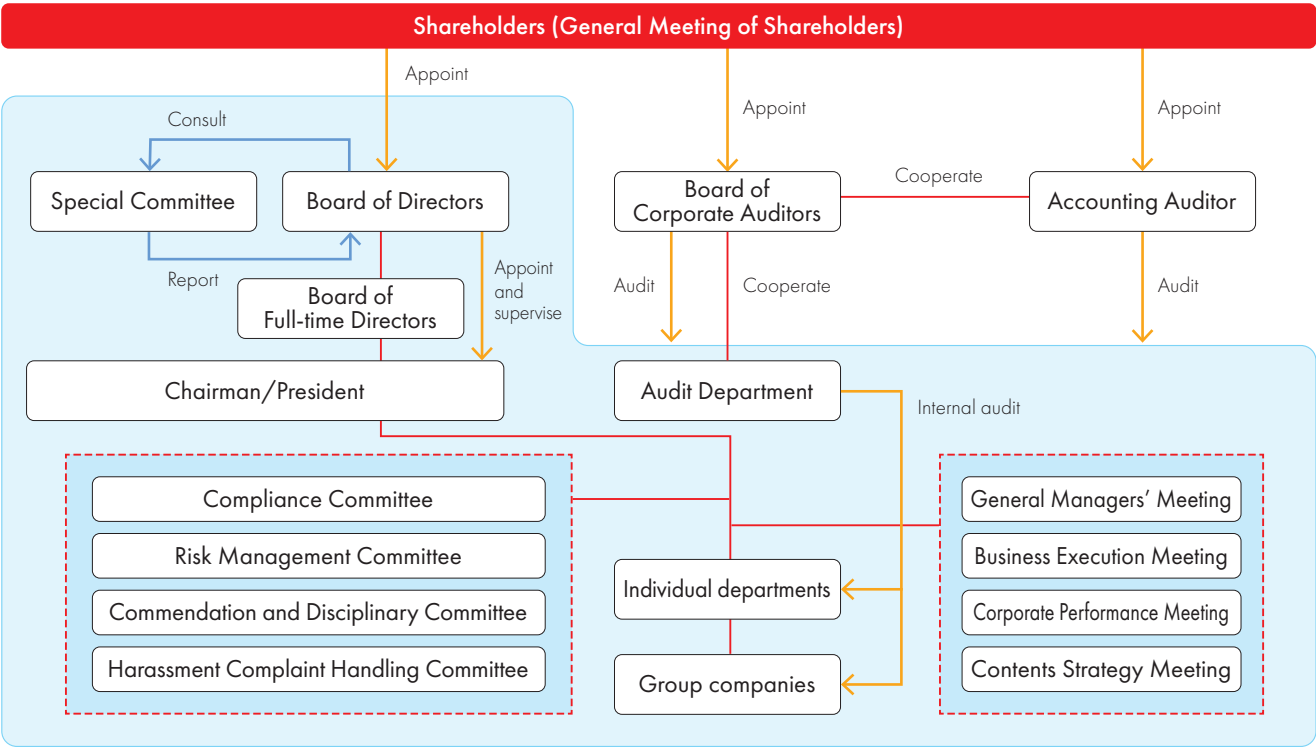 Shareholders (General Meeting of Shareholders)
Appoint
Appoint
Appoint
Consult
Special Committee
Board of Directors
Board of
Corporate Auditors
Cooperate
Accounting Auditor
Report
Appoint
and
supervise
Audit
Cooperate
Audit
Board of
Full-time Directors
Chairman/President
Audit Department
Internal audit
Compliance Committee
Risk Management Committee
Commendation and Disciplinary Committee
Harassment Complaint Handling Committee
Individual departments
Group companies
General Managers’ Meeting
Business Execution Meeting
Corporate Performance Meeting
Contents Strategy Meeting